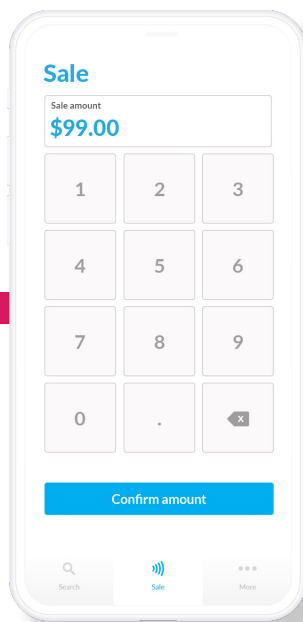 Sale
Sale amount
$99.00
1 2 3
4 5 6
7 8 9
0 . x
Confirm amount
Search Sale More